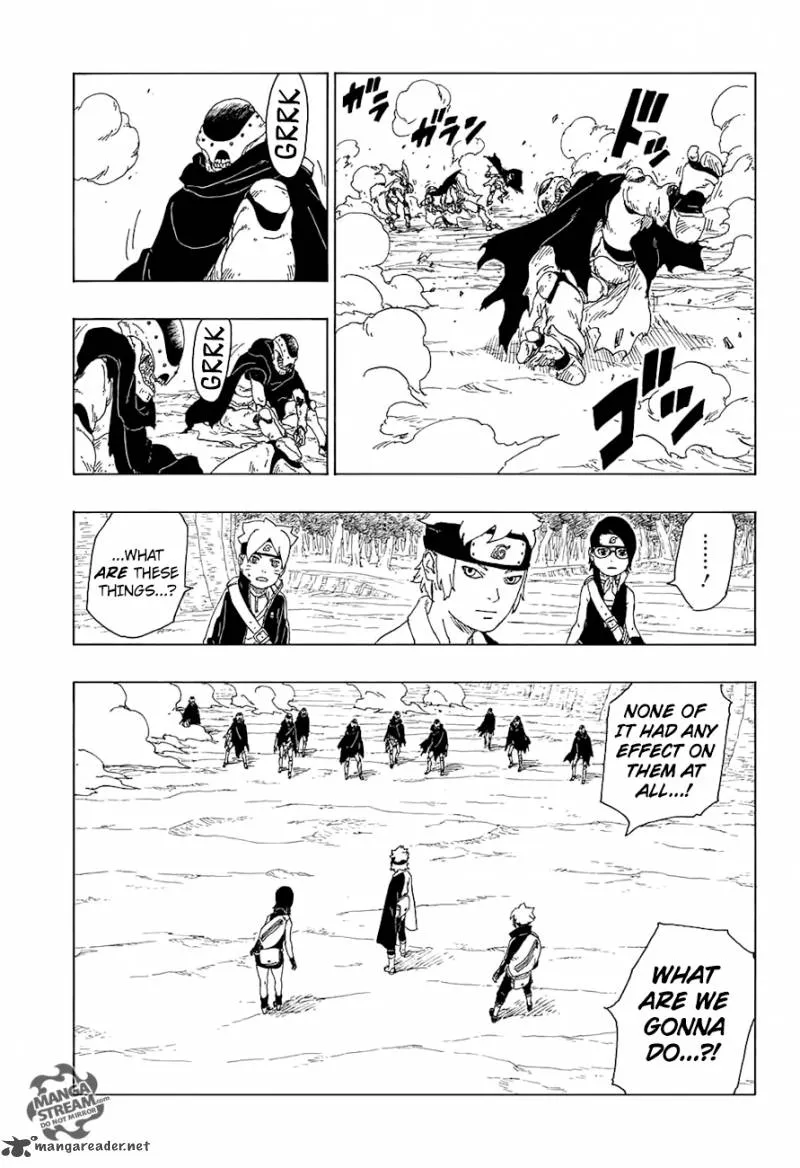 GRRK
ガラ
ガラン
ドッ
ゴッ
GRRK
...WHAT
ARE THESE
THINGS...?
......!
NONE OF
IT HAD ANY
EFFECT ON
THEM AT
ALL...!
WHAT
ARE WE
GONNA
DO...?!
MANGA
STREAM.COM
DO NOT MIRROR
mangareader.net